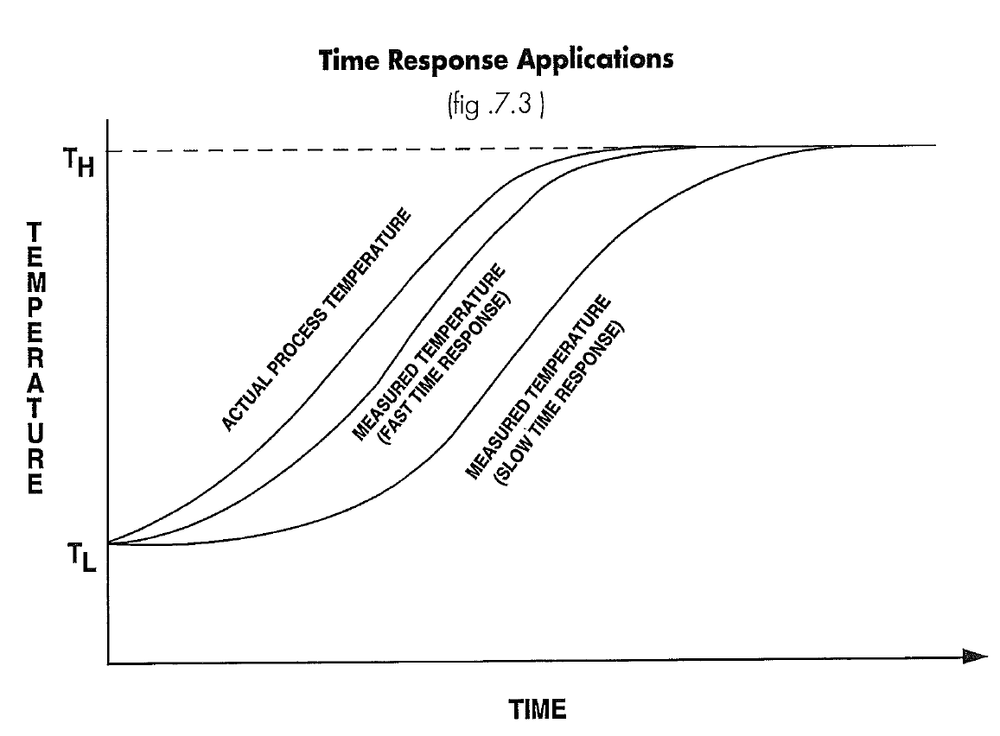 Time Response Applications
(fig .7.3 )
TH
TEMPERATURE
ACTUAL PROCESS TEMPERATURE
MEASURED TEMPERATURE
(FAST TIME RESPONSE)
MEASURED TEMPERATURE
(SLOW TIME RESPONSE)
TL
TIME